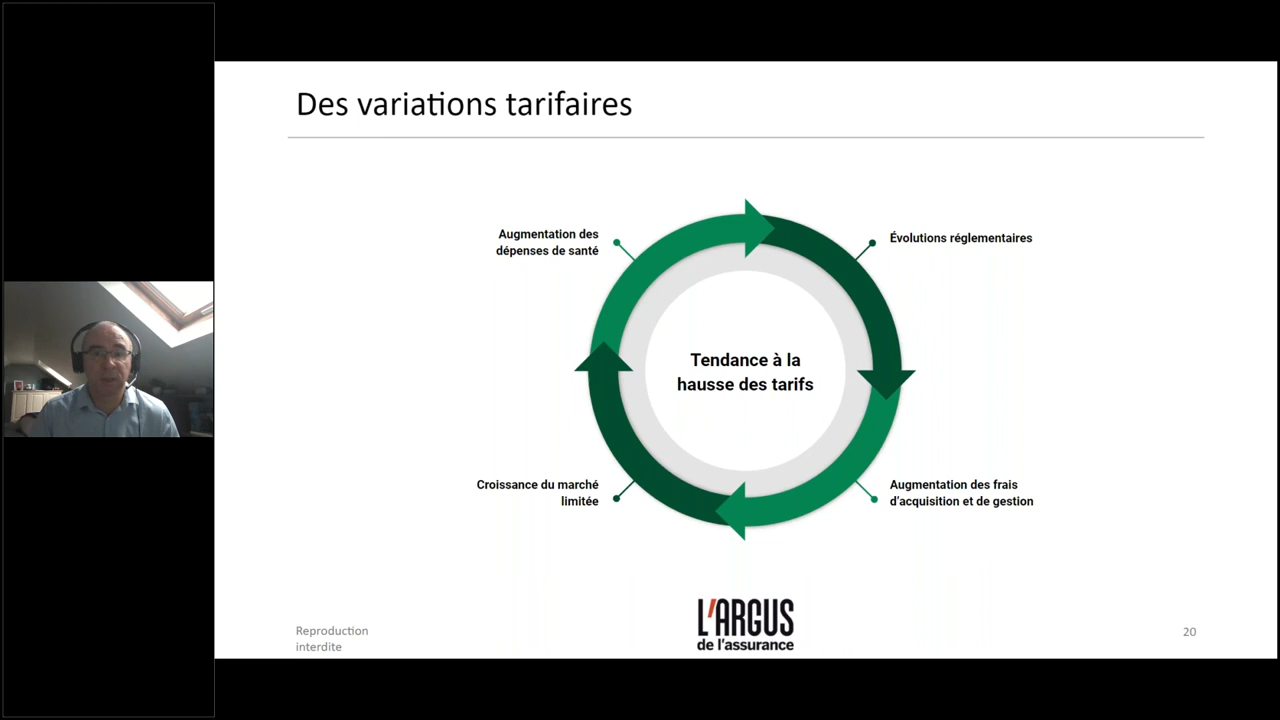 Des variations tarifaires
Augmentation des
dépenses de santé
Évolutions réglementaires
Tendance à la
hausse des tarifs
Croissance du marché
limitée
Augmentation des frais
d'acquisition et de gestion
L'ARGUS
de l'assurance
Reproduction
interdite
20